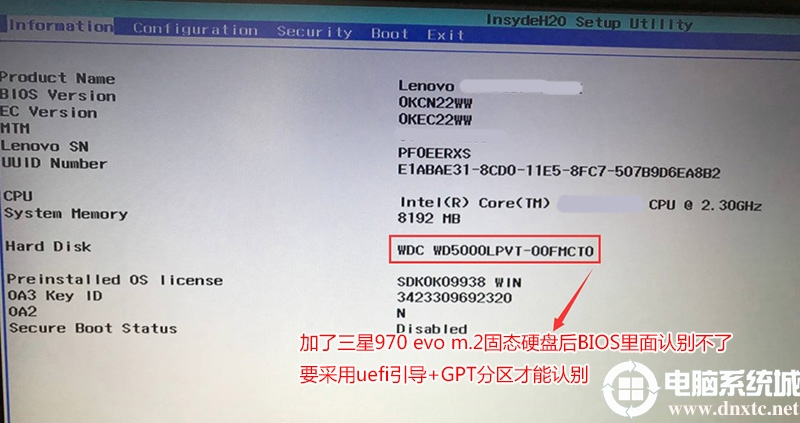 InsydeH20 Setup Utility
Information Configuration Security Boot Exit
Product Name Lenovo
BIOS Version 0KCN22WW
EC Version 0KEC22WW
MTM
Lenovo SN PF0EERXS
UUID Number E1ABAE31-8CD0-11E5-8FC7-507B9D6EA8B2
CPU Intel(R) Core(TM) CPU @ 2.30GHz
System Memory 8192 MB
Hard Disk WDC WD5000LPVT-00FMCT0
Preinstalled OS license SDK0K09938 WIN
OA3 Key ID 3423309692320
OA2 N
Secure Boot Status Disabled
加了三星970 evo m.2固态硬盘后BIOS里面认别不了
要采用uefi引导+GPT分区才能认别
电脑系统城
www.dnxtc.net